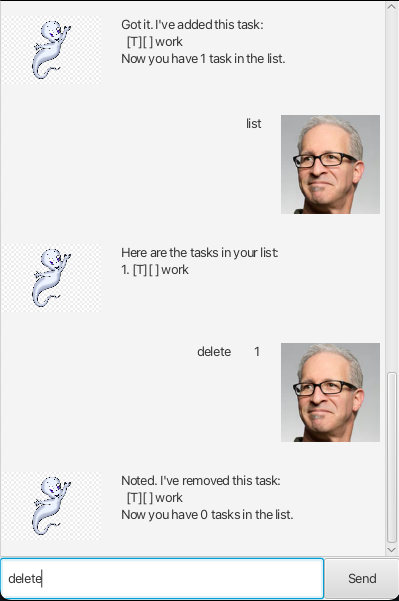 Got it. I've added this task:
[T][ ] work
Now you have 1 task in the list.
list
Here are the tasks in your list:
1. [T][ ] work
delete 1
Noted. I've removed this task:
[T][ ] work
Now you have 0 tasks in the list.
delete
Send